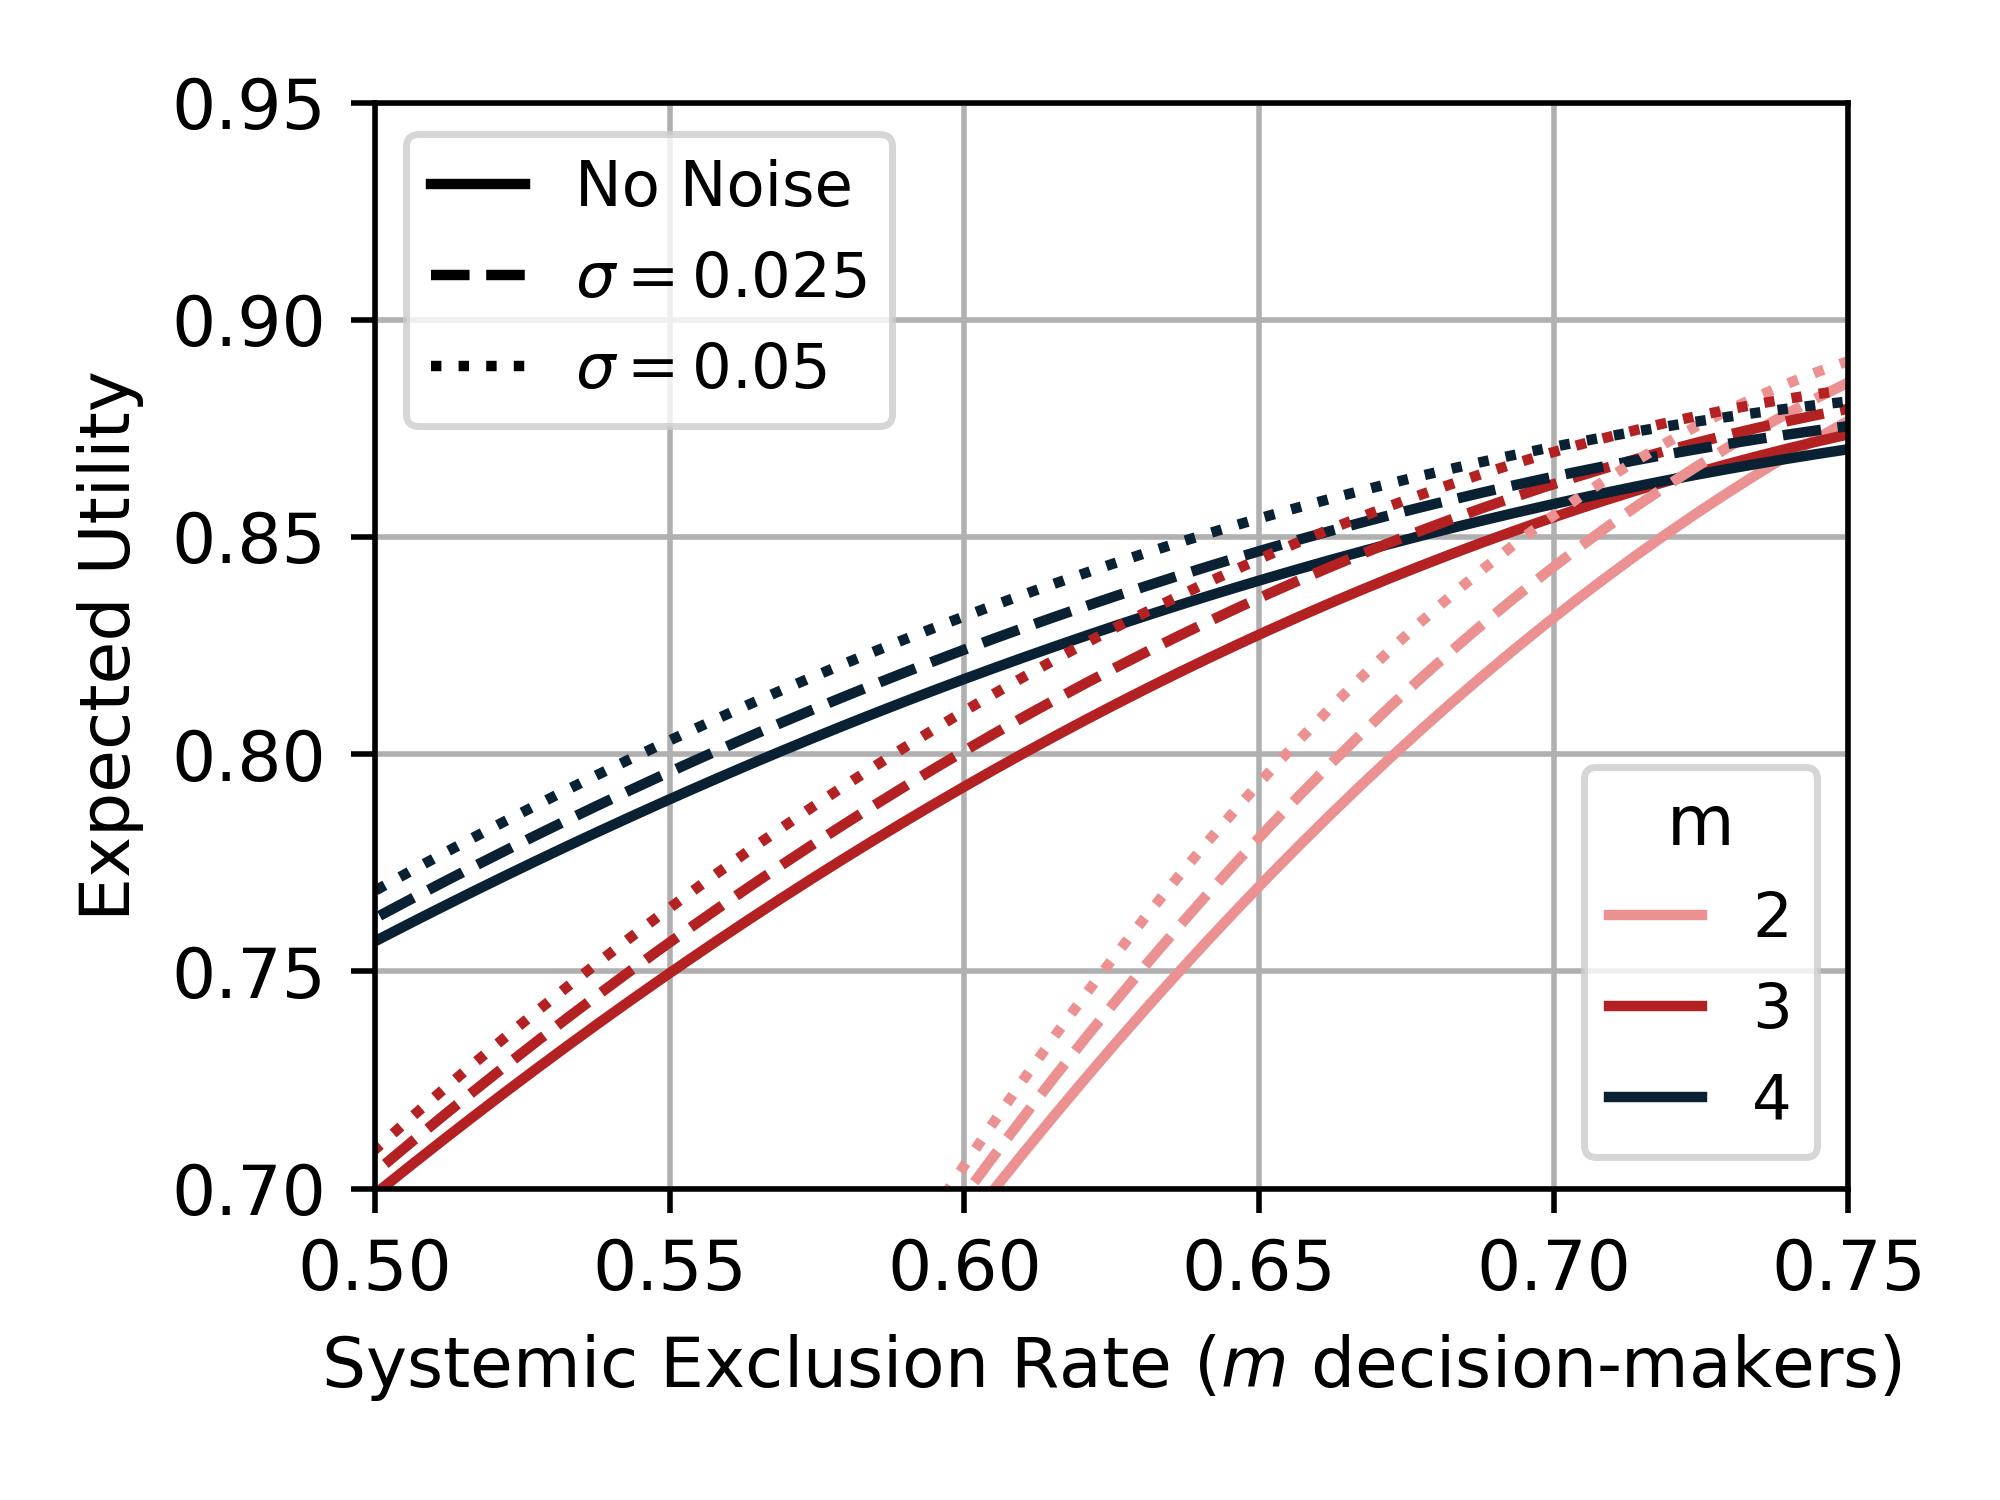 0.95
0.90
0.85
0.80
0.75
0.70
Expected Utility
No Noise
σ = 0.025
σ = 0.05
m
2
3
4
0.50 0.55 0.60 0.65 0.70 0.75
Systemic Exclusion Rate (m decision-makers)